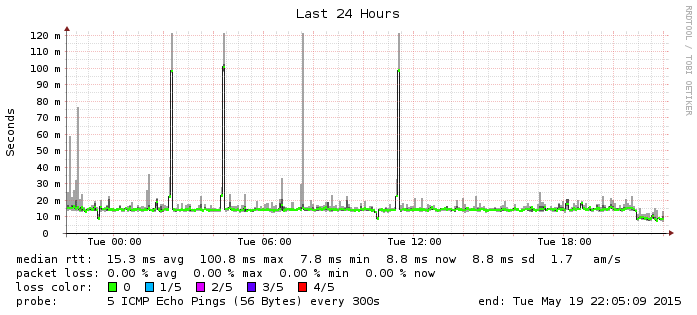 Last 24 Hours
RRDTOOL / TOBI OETIKER
Seconds
120 m
110 m
100 m
90 m
80 m
70 m
60 m
50 m
40 m
30 m
20 m
10 m
0
Tue 00:00 Tue 06:00 Tue 12:00 Tue 18:00
median rtt: 15.3 ms avg 100.8 ms max 7.8 ms min 8.8 ms now 8.8 ms sd 1.7 am/s
packet loss: 0.00 % avg 0.00 % max 0.00 % min 0.00 % now
loss color: 0 1/5 2/5 3/5 4/5
probe: 5 ICMP Echo Pings (56 Bytes) every 300s end: Tue May 19 22:05:09 2015